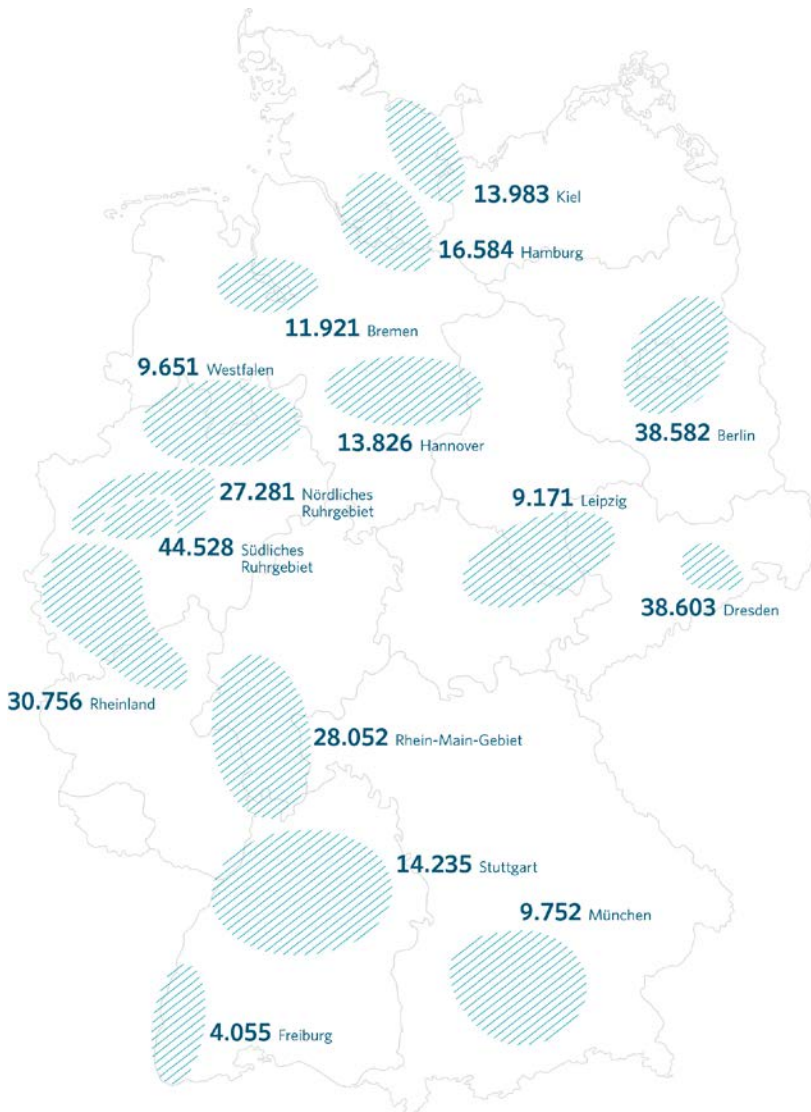 13.983 Kiel
16.584 Hamburg
11.921 Bremen
9.651 Westfalen
13.826 Hannover
38.582 Berlin
27.281 Nördliches
Ruhrgebiet
9.171 Leipzig
44.528 Südliches
Ruhrgebiet
38.603 Dresden
30.756 Rheinland
28.052 Rhein-Main-Gebiet
14.235 Stuttgart
9.752 München
4.055 Freiburg